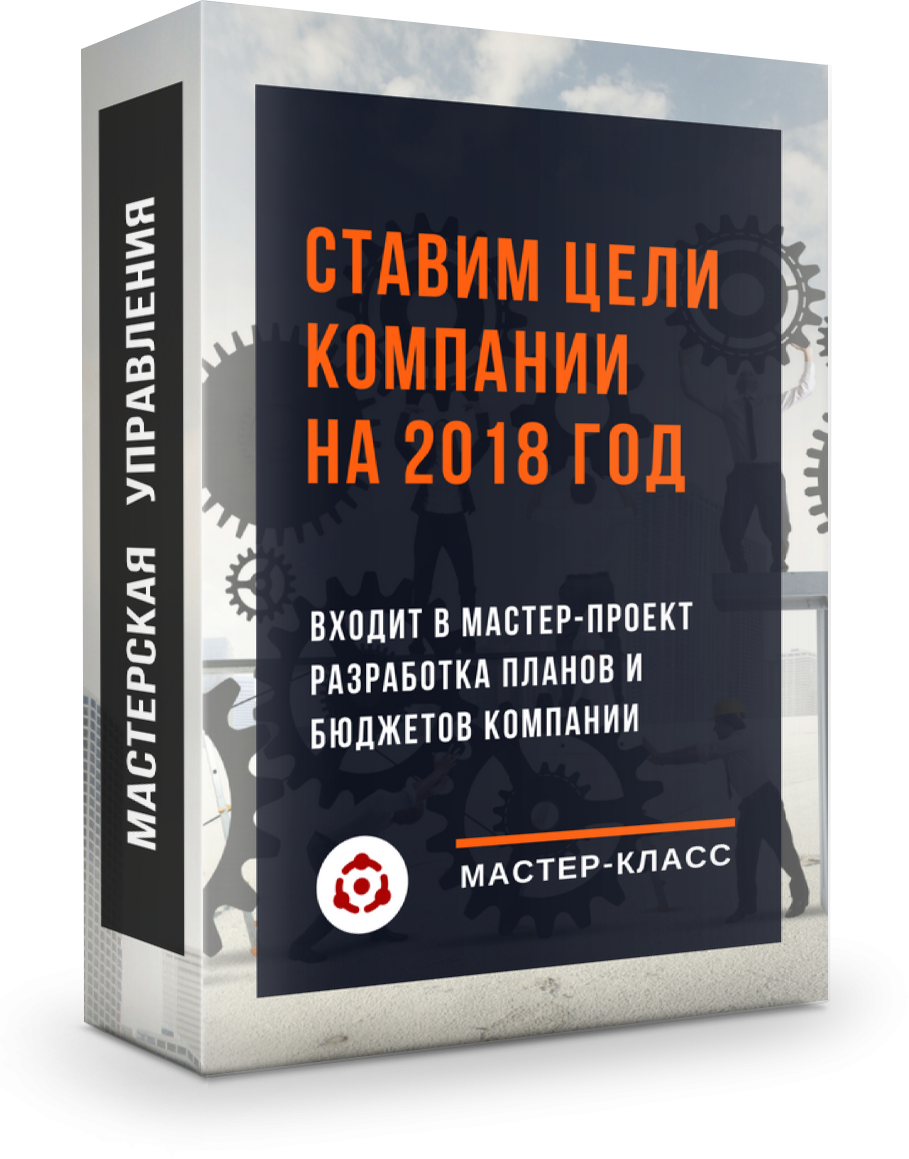 МАСТЕРСКАЯ УПРАВЛЕНИЯ
СТАВИМ ЦЕЛИ
КОМПАНИИ
НА 2018 ГОД
ВХОДИТ В МАСТЕР-ПРОЕКТ
РАЗРАБОТКА ПЛАНОВ И
БЮДЖЕТОВ КОМПАНИИ
МАСТЕР-КЛАСС